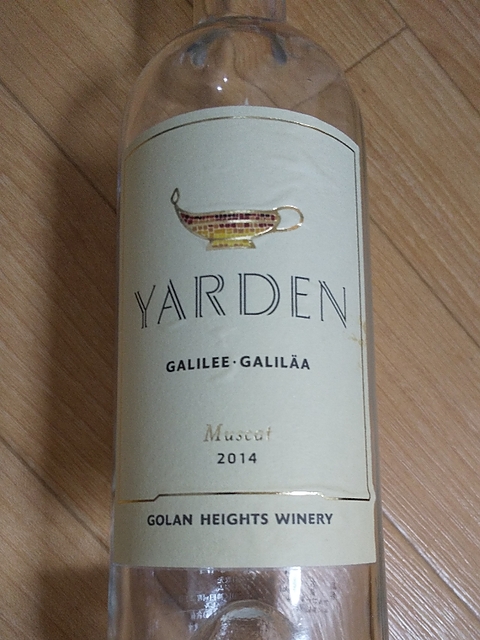 YARDEN
GALILEE·GALILÄA
Muscat
2014
GOLAN HEIGHTS WINERY